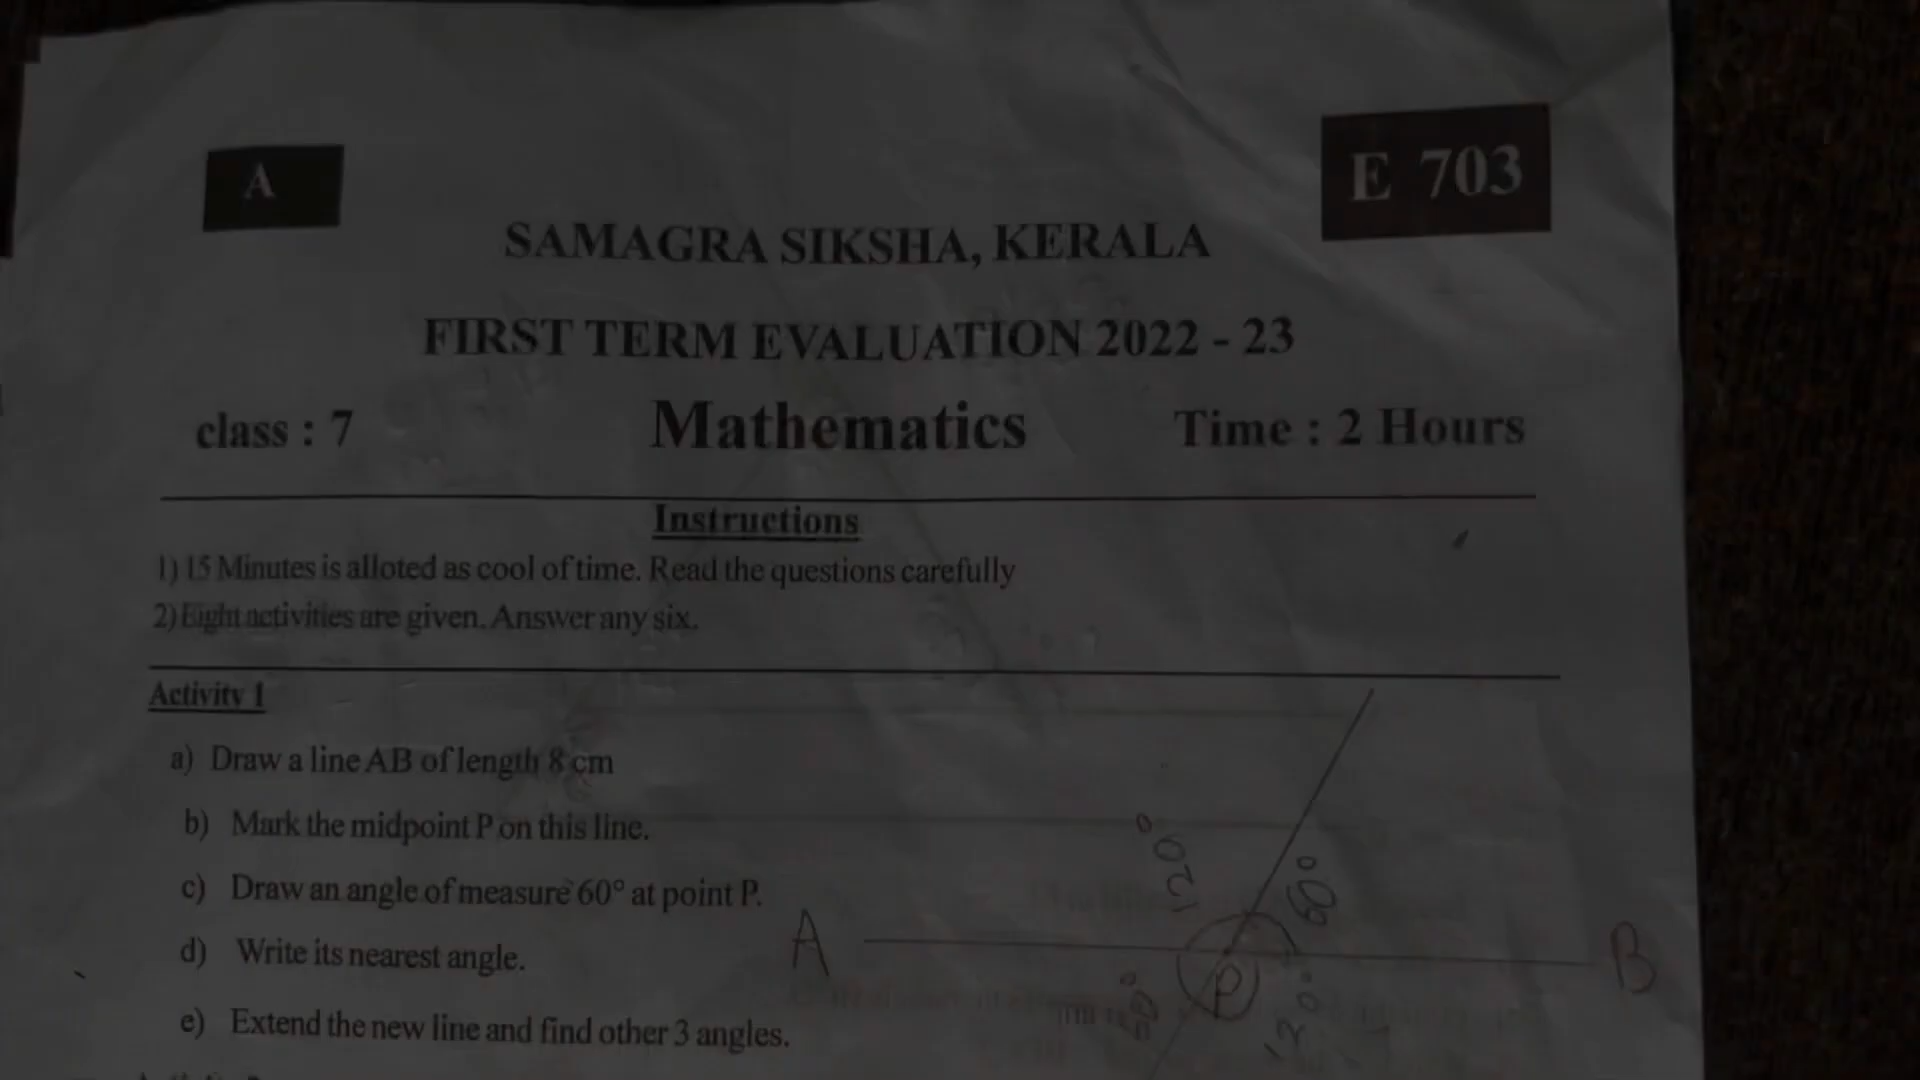 A
E 703
SAMAGRA SIKSHA, KERALA
FIRST TERM EVALUATION 2022 - 23
class : 7 Mathematics Time : 2 Hours
Instructions
1) 15 Minutes is alloted as cool of time. Read the questions carefully
2) Eight activities are given. Answer any six.
Activity 1
a) Draw a line AB of length 8 cm
b) Mark the midpoint P on this line.
c) Draw an angle of measure 60° at point P.
d) Write its nearest angle.
e) Extend the new line and find other 3 angles.
120° 60°
A P B
60° 120°